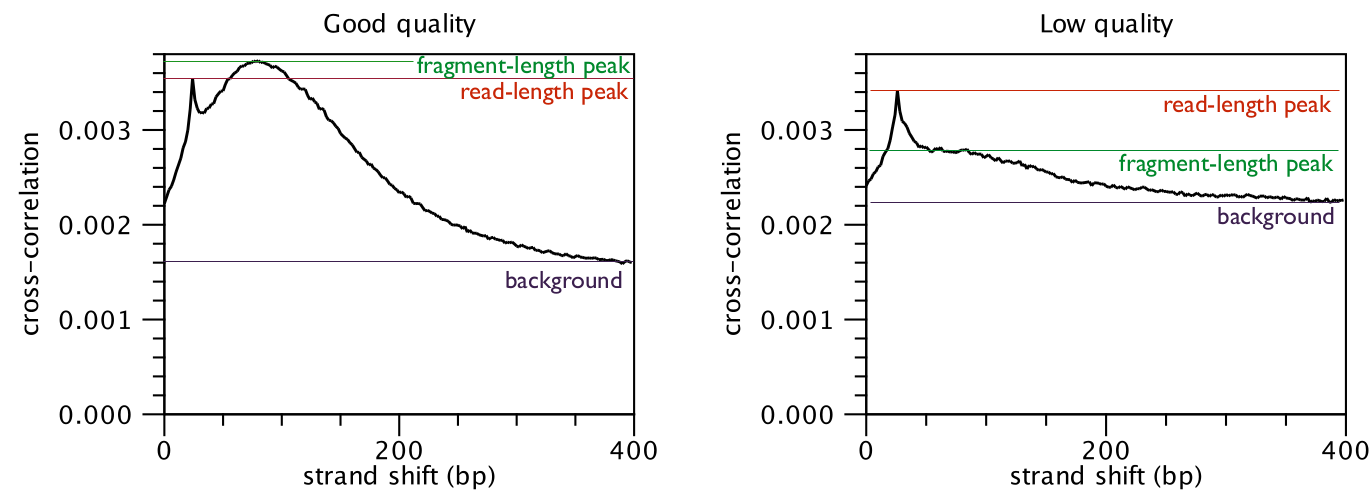 Good quality
fragment-length peak
read-length peak
background
0.003
0.002
0.001
0.000
cross-correlation
0
200
400
strand shift (bp)
Low quality
read-length peak
fragment-length peak
background
0.003
0.002
0.001
0.000
cross-correlation
0
200
400
strand shift (bp)